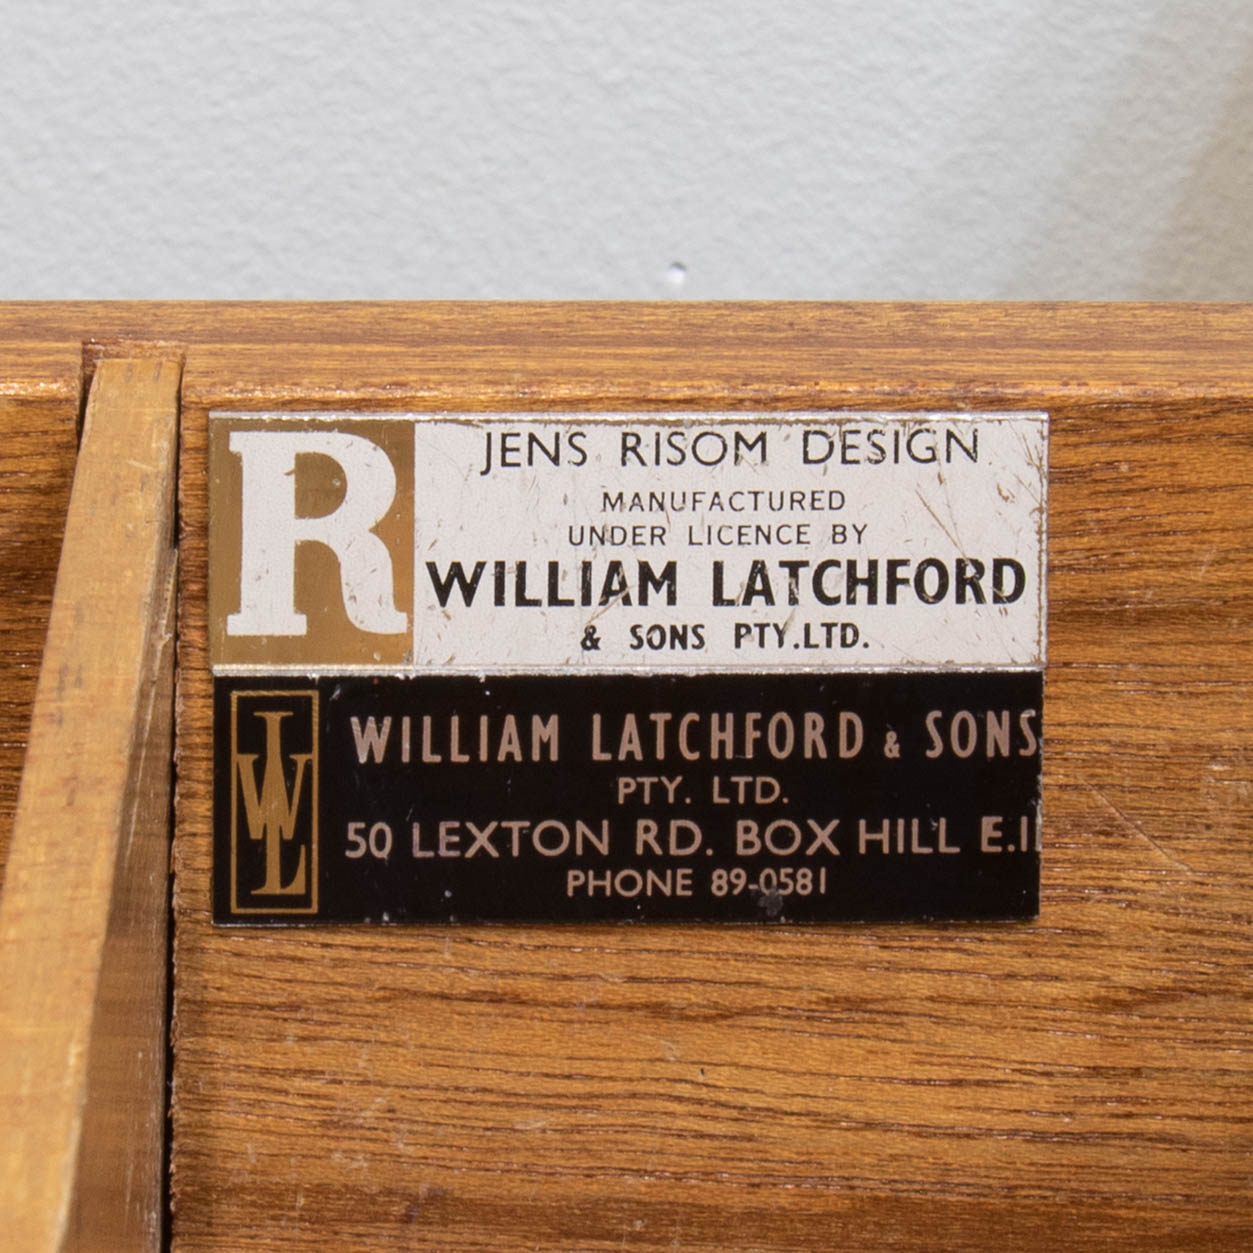 R
JENS RISOM DESIGN
MANUFACTURED
UNDER LICENCE BY
WILLIAM LATCHFORD
& SONS PTY.LTD.
WL
WILLIAM LATCHFORD & SONS
PTY. LTD.
50 LEXTON RD. BOX HILL E.11
PHONE 89-0581